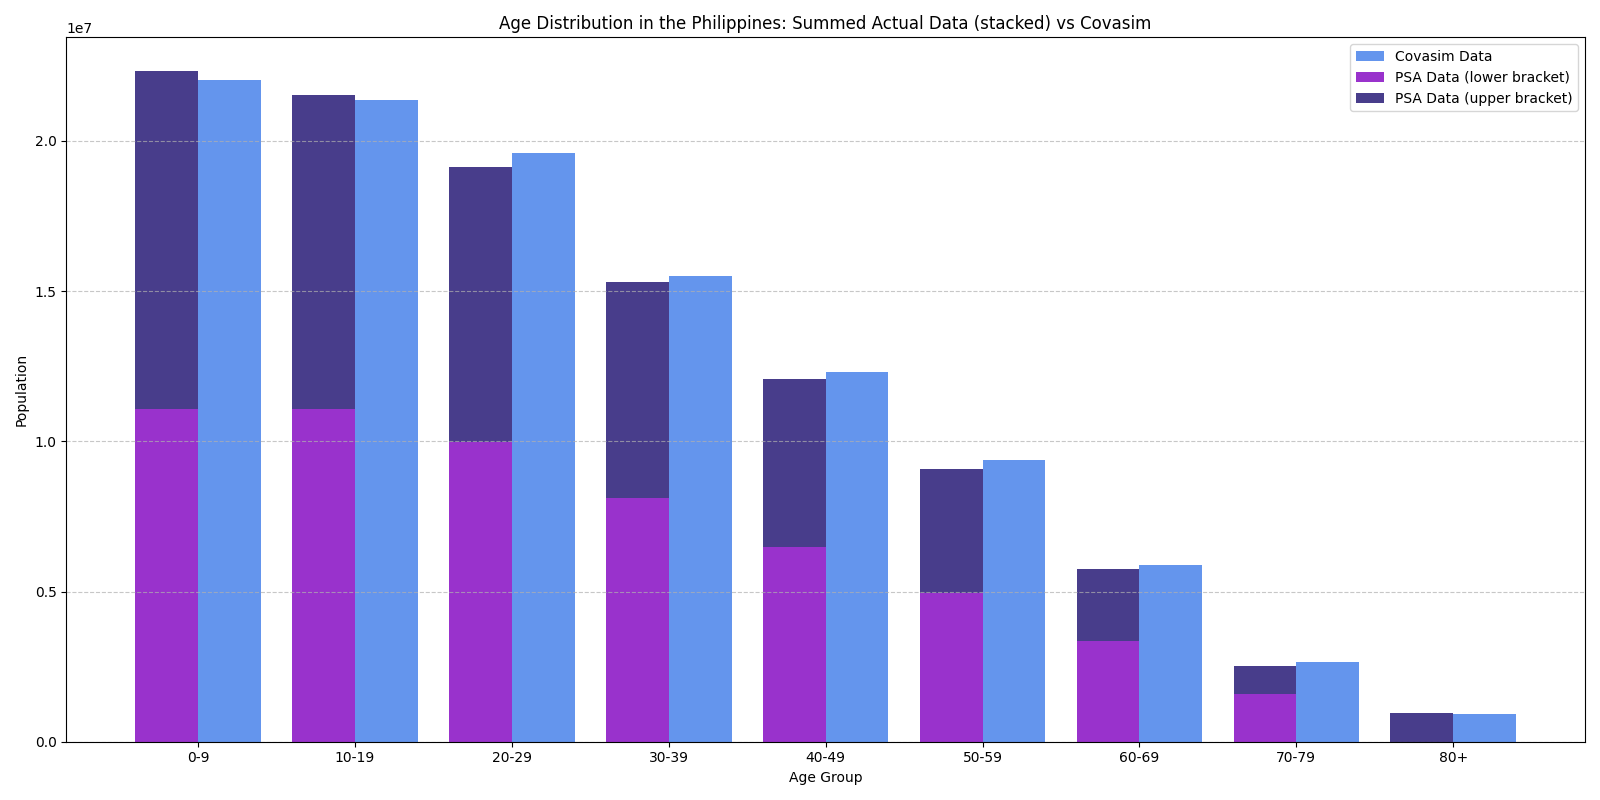 Age Distribution in the Philippines: Summed Actual Data (stacked) vs Covasim
1e7
Covasim Data
PSA Data (lower bracket)
PSA Data (upper bracket)
2.0
1.5
1.0
0.5
0.0
Population
0-9 10-19 20-29 30-39 40-49 50-59 60-69 70-79 80+
Age Group